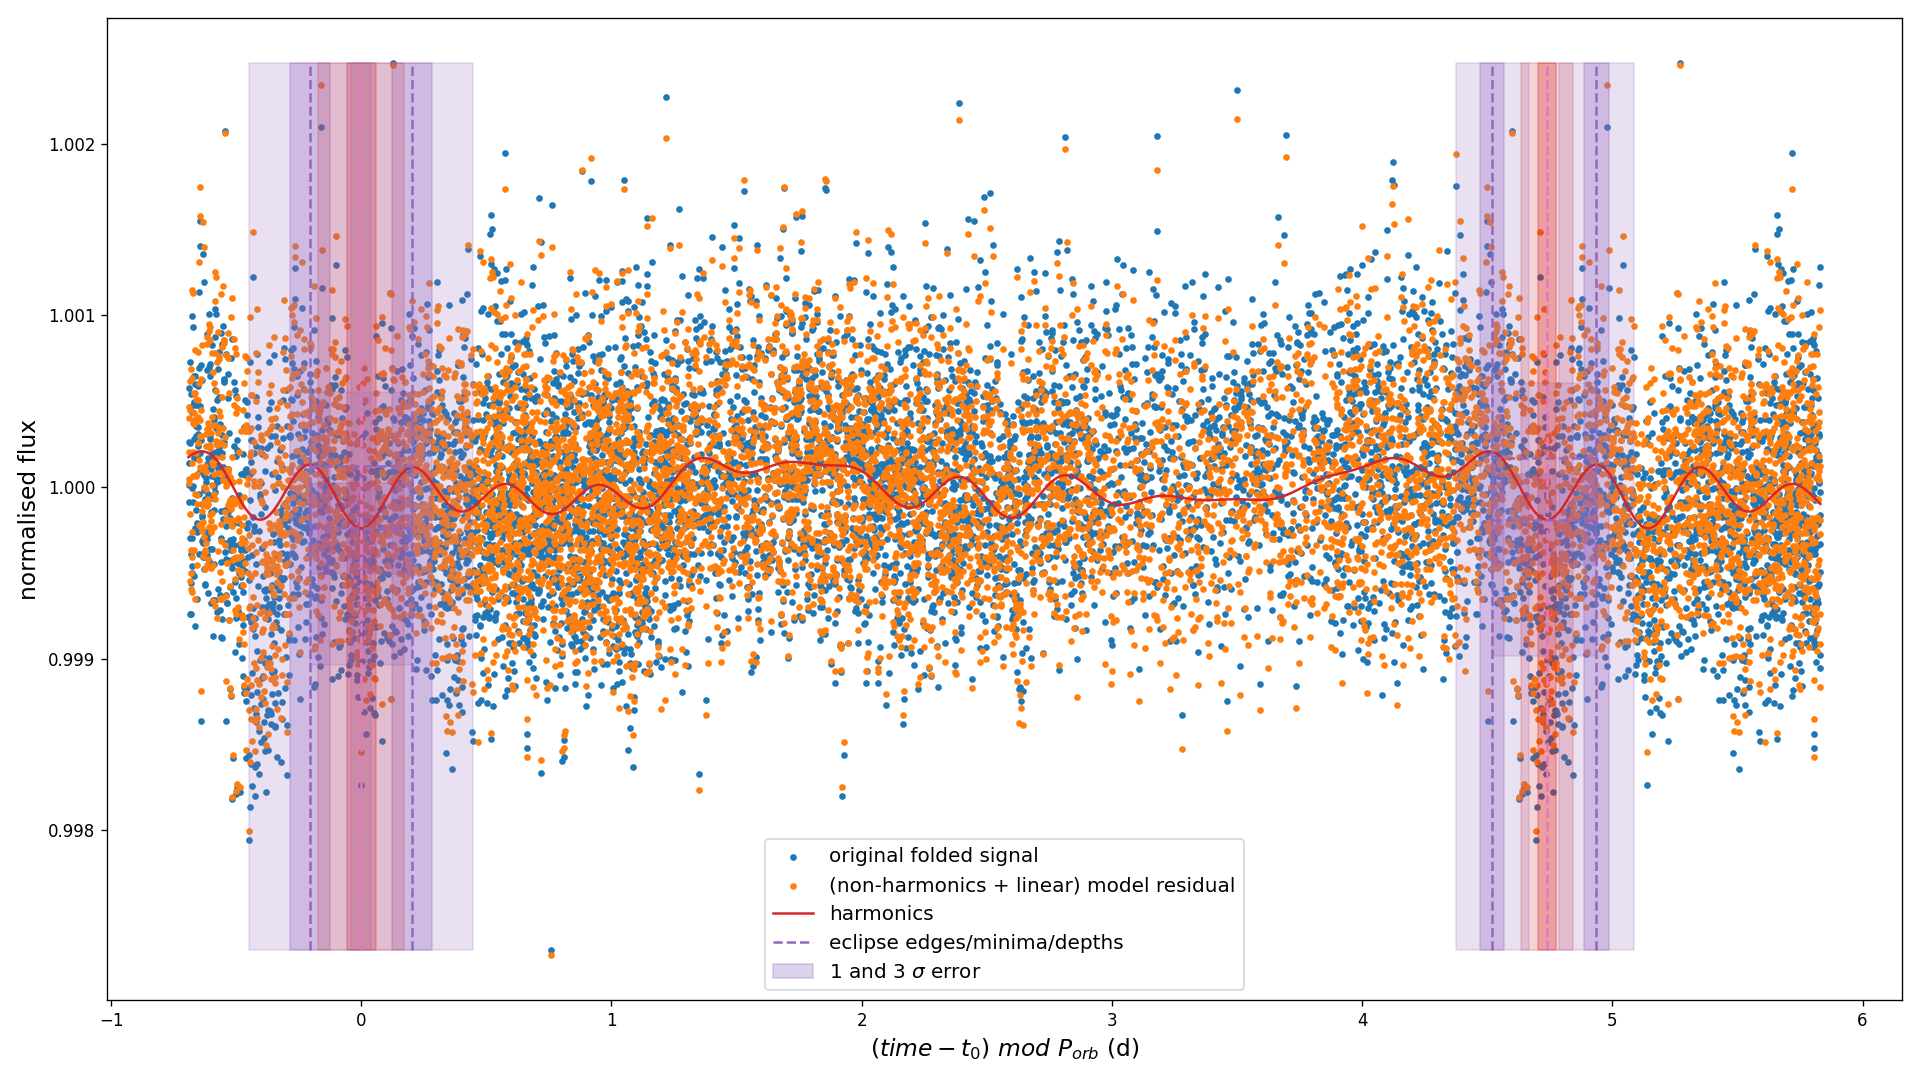 normalised flux
1.002
1.001
1.000
0.999
0.998
−1
0
1
2
3
4
5
6
(time − t₀) mod Pₒᵣᵦ (d)
original folded signal
(non-harmonics + linear) model residual
harmonics
eclipse edges/minima/depths
1 and 3 σ error